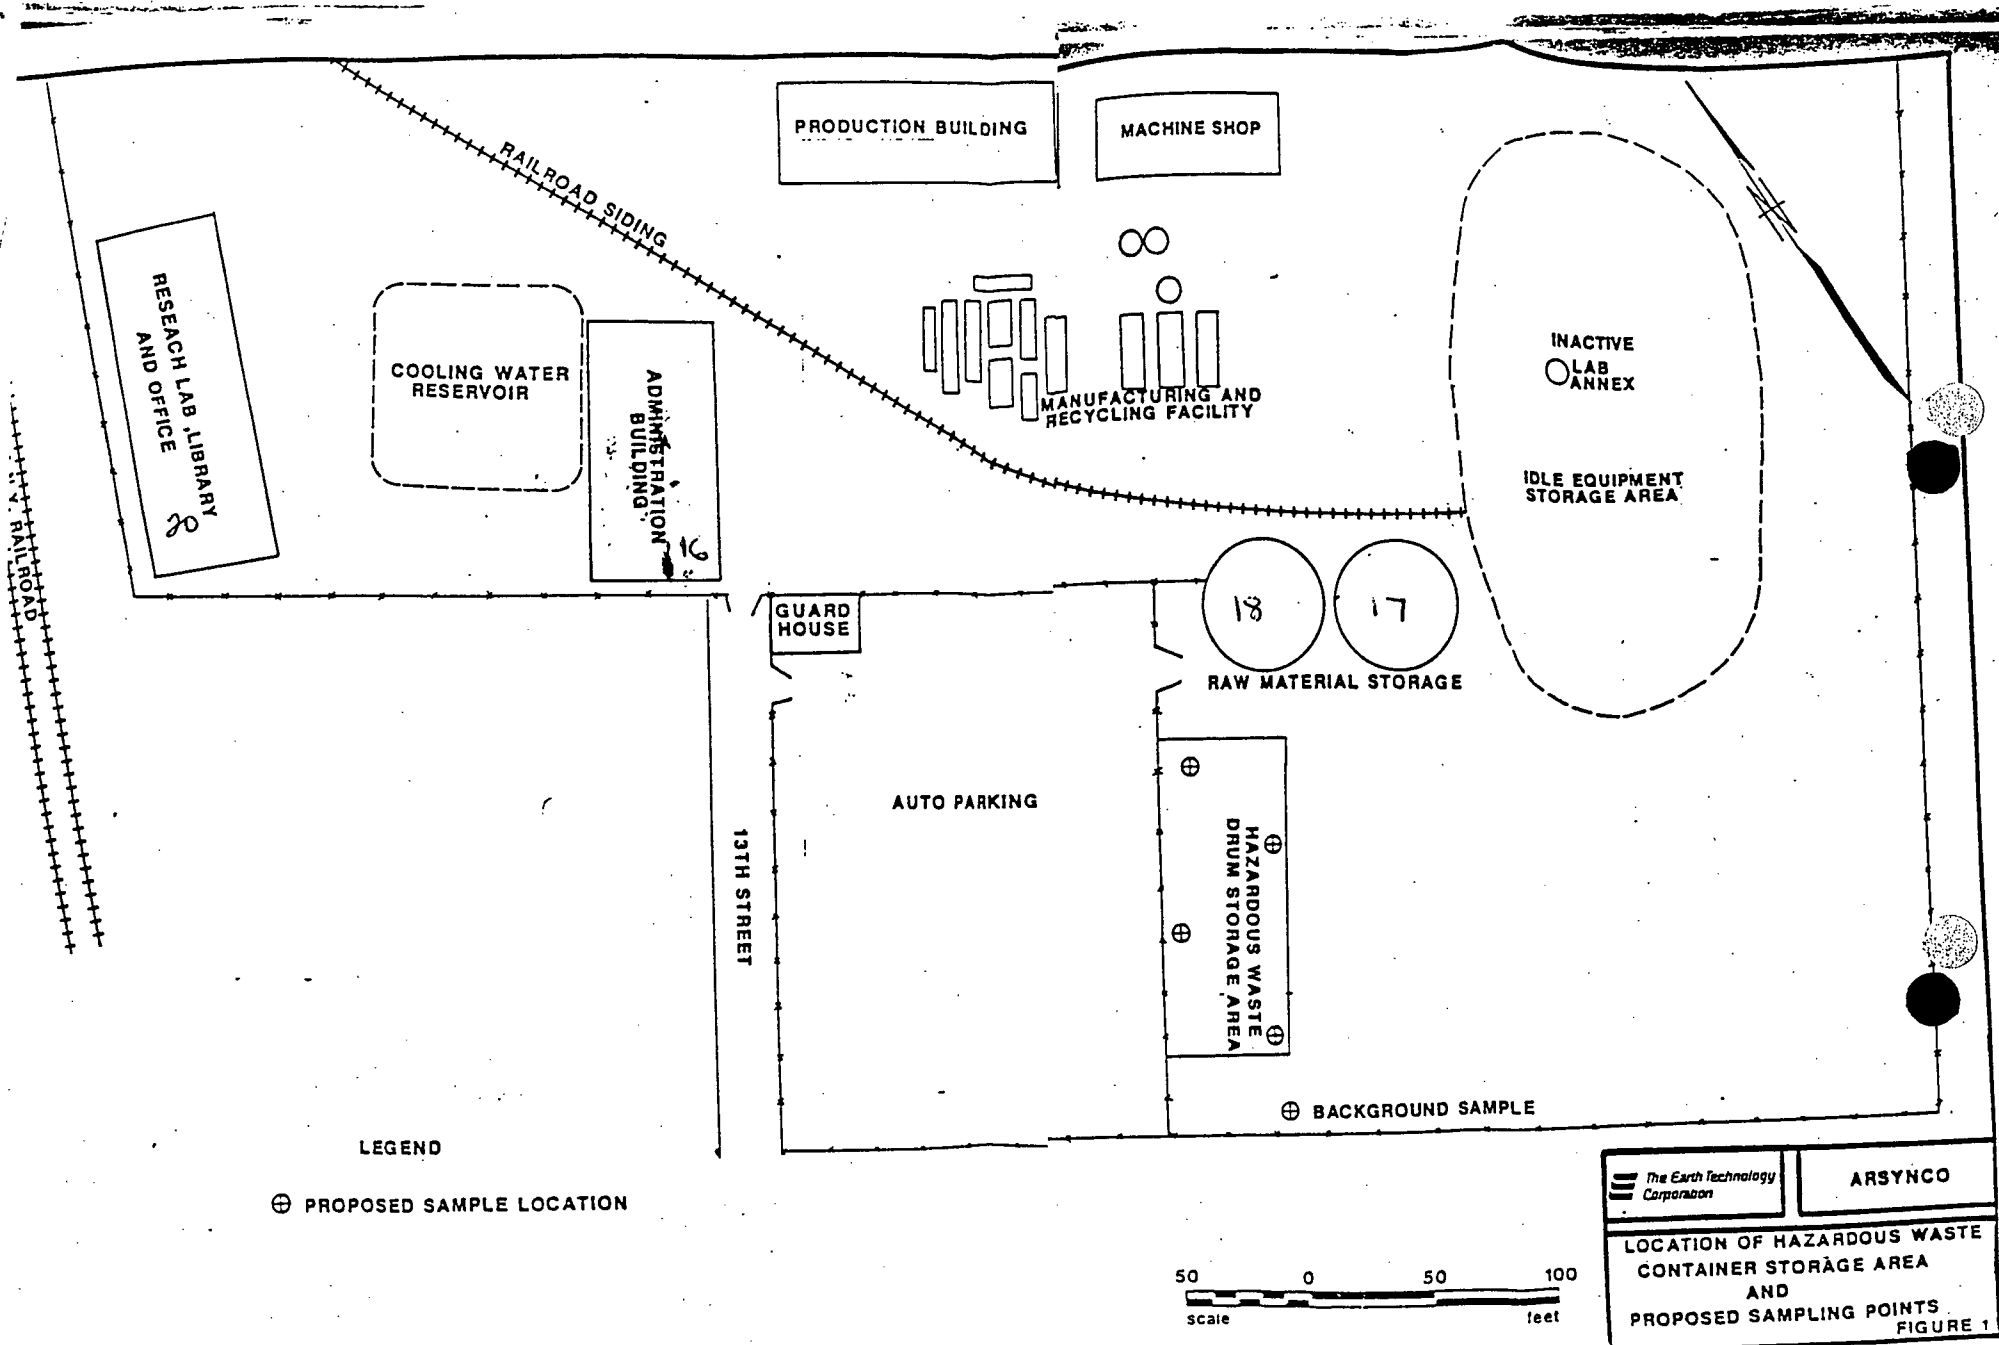 PRODUCTION BUILDING
MACHINE SHOP
RAILROAD SIDING
RESEACH LAB ,LIBRARY
AND OFFICE
20
COOLING WATER
RESERVOIR
ADMINISTRATION
BUILDING
16
MANUFACTURING AND
RECYCLING FACILITY
INACTIVE
LAB
ANNEX
IDLE EQUIPMENT
STORAGE AREA
RAILROAD
GUARD
HOUSE
18
17
RAW MATERIAL STORAGE
AUTO PARKING
13TH STREET
HAZARDOUS WASTE
DRUM STORAGE AREA
BACKGROUND SAMPLE
LEGEND
PROPOSED SAMPLE LOCATION
50 0 50 100
scale feet
The Earth Technology
Corporation
ARSYNCO
LOCATION OF HAZARDOUS WASTE
CONTAINER STORAGE AREA
AND
PROPOSED SAMPLING POINTS
FIGURE 1